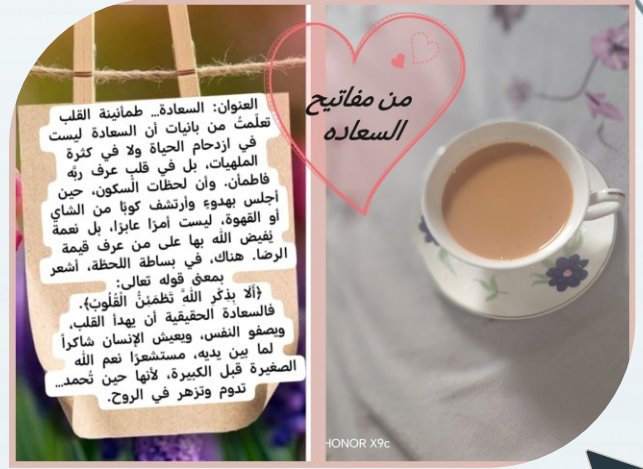 العنوان: السعادة... طمأنينة القلب
تعلّمتُ من بانيات أن السعادة ليست
في ازدحام الحياة ولا في كثرة
الملهيات، بل في قلب عرف ربَّه
فاطمأن. وأن لحظات السكون، حين
أجلس بهدوءٍ وأرتشف كوبًا من الشاي
أو القهوة، ليست أمرًا عابرًا، بل نعمة
يُفيض الله بها على من عرف قيمة
الرضا. هناك، في بساطة اللحظة، أشعر
بمعنى قوله تعالى:
﴿أَلَا بِذِكْرِ اللَّهِ تَطْمَئِنُّ الْقُلُوبُ﴾.
فالسعادة الحقيقية أن يهدأ القلب،
ويصفو النفس، ويعيش الإنسان شاكراً
لما بين يديه، مستشعرًا نعم الله
الصغيرة قبل الكبيرة، لأنها حين تُحمد...
تدوم وتزهر في الروح.
من مفاتيح
السعاده
HONOR X9c